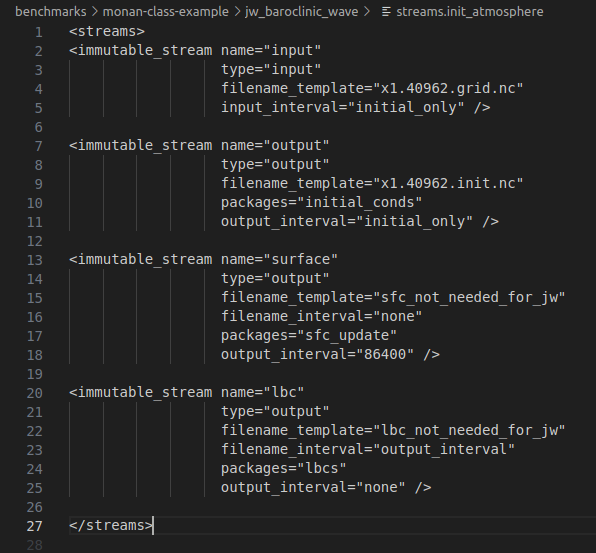 benchmarks > monan-class-example > jw_baroclinic_wave > streams.init_atmosphere
1 <streams>
2 <immutable_stream name="input"
3 type="input"
4 filename_template="x1.40962.grid.nc"
5 input_interval="initial_only" />
6
7 <immutable_stream name="output"
8 type="output"
9 filename_template="x1.40962.init.nc"
10 packages="initial_conds"
11 output_interval="initial_only" />
12
13 <immutable_stream name="surface"
14 type="output"
15 filename_template="sfc_not_needed_for_jw"
16 filename_interval="none"
17 packages="sfc_update"
18 output_interval="86400" />
19
20 <immutable_stream name="lbc"
21 type="output"
22 filename_template="lbc_not_needed_for_jw"
23 filename_interval="output_interval"
24 packages="lbcs"
25 output_interval="none" />
26
27 </streams>
28